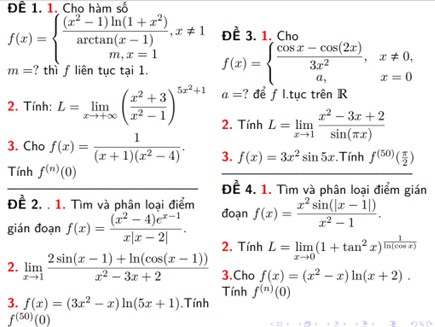 ĐỀ 1. 1. Cho hàm số
f(x) = { (x² − 1) ln(1 + x²) / arctan(x − 1), x ≠ 1
m, x = 1
m =? thì f liên tục tại 1.
2. Tính: L = lim x→+∞ ((x² + 3)/(x² − 1))^(5x²+1)
3. Cho f(x) = 1/((x + 1)(x² − 4)).
Tính f⁽ⁿ⁾(0)
ĐỀ 2. . 1. Tìm và phân loại điểm
gián đoạn f(x) = (x² − 4)e^(x−1) / (x|x − 2|).
2. lim x→1 (2 sin(x − 1) + ln(cos(x − 1))) / (x² − 3x + 2)
3. f(x) = (3x² − x) ln(5x + 1).Tính
f⁽⁵⁰⁾(0)
ĐỀ 3. 1. Cho
f(x) = { (cos x − cos(2x)) / 3x², x ≠ 0,
a, x = 0
a =? để f l.tục trên ℝ
2. Tính L = lim x→1 (x² − 3x + 2) / sin(πx)
3. f(x) = 3x² sin 5x.Tính f⁽⁵⁰⁾(π/2)
ĐỀ 4. 1. Tìm và phân loại điểm gián
đoạn f(x) = x² sin(|x − 1|) / (x² − 1).
2. Tính L = lim x→0 (1 + tan² x)^(1/ln(cos x))
3.Cho f(x) = (x² − x) ln(x + 2) .
Tính f⁽ⁿ⁾(0)